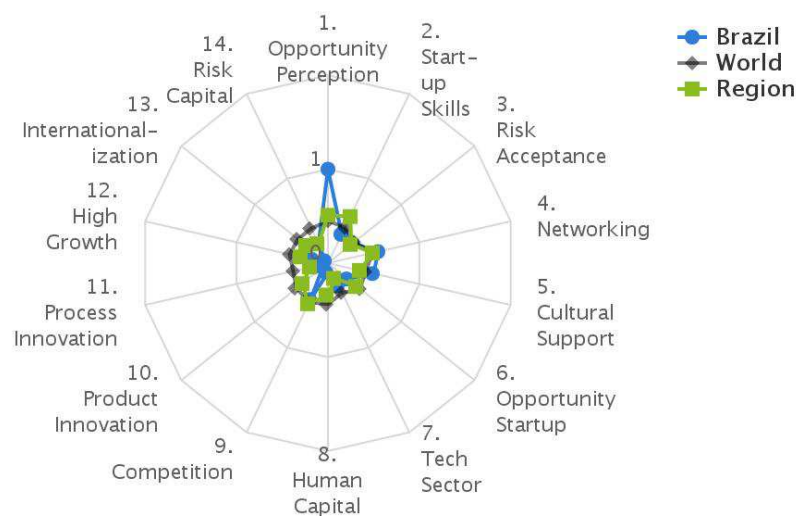 1.
Opportunity
Perception
2.
Start-
up
Skills
3.
Risk
Acceptance
4.
Networking
5.
Cultural
Support
6.
Opportunity
Startup
7.
Tech
Sector
8.
Human
Capital
9.
Competition
10.
Product
Innovation
11.
Process
Innovation
12.
High
Growth
13.
International-
ization
14.
Risk
Capital
1
0
Brazil
World
Region